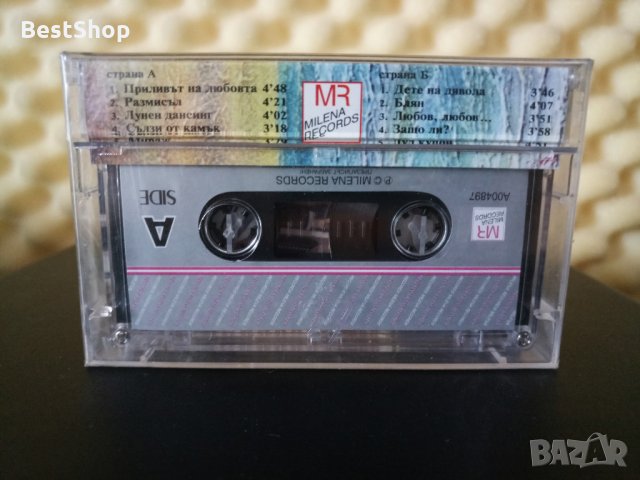 BestShop
страна А
1. Приливът на любовта 4'48
2. Размисъл 4'21
3. Лунен дансинг 4'02
4. Сълзи от камък 3'18
MR
MILENA
RECORDS
страна Б
1. Дете на дявола 3'46
2. Блян 4'07
3. Любов, любов... 3'51
4. Защо ли? 3'58
℗ © MILENA RECORDS
A
SIDE
A004897
MR
MILENA
RECORDS
BAZAR